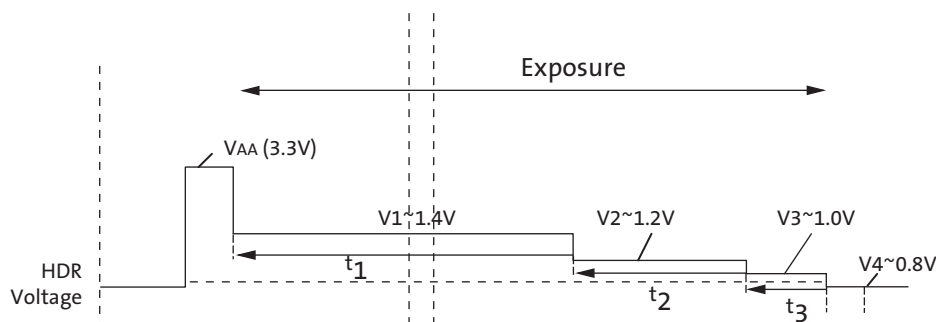 Exposure
VAA (3.3V)
V1~1.4V
V2~1.2V
V3~1.0V
V4~0.8V
HDR
Voltage
t1
t2
t3